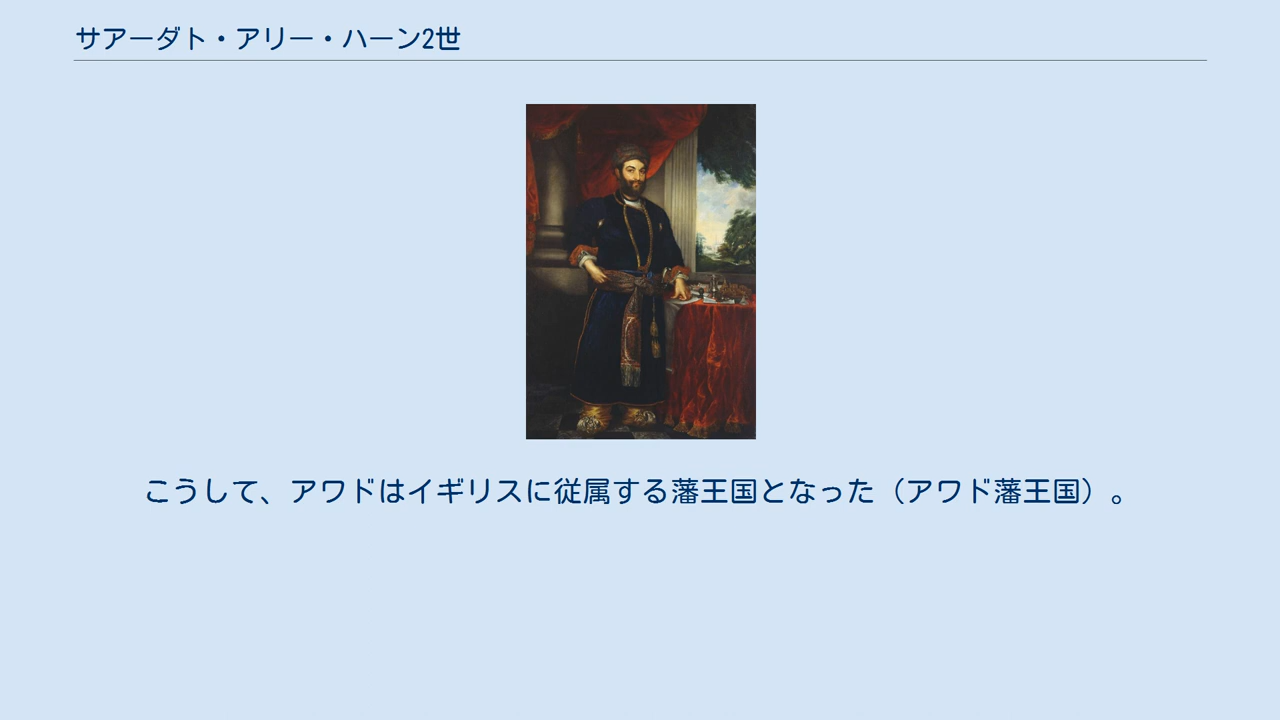 サアーダト・アリー・ハーン2世
こうして、アワドはイギリスに従属する藩王国となった（アワド藩王国）。